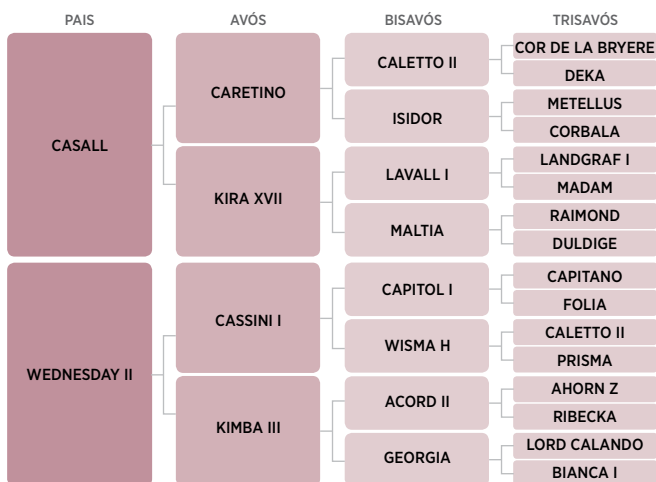 PAIS
AVÓS
BISAVÓS
TRISAVÓS
CASALL
CARETINO
KIRA XVII
CALETTO II
ISIDOR
LAVALL I
MALTIA
COR DE LA BRYERE
DEKA
METELLUS
CORBALA
LANDGRAF I
MADAM
RAIMOND
DULDIGE
WEDNESDAY II
CASSINI I
KIMBA III
CAPITOL I
WISMA H
ACORD II
GEORGIA
CAPITANO
FOLIA
CALETTO II
PRISMA
AHORN Z
RIBECKA
LORD CALANDO
BIANCA I